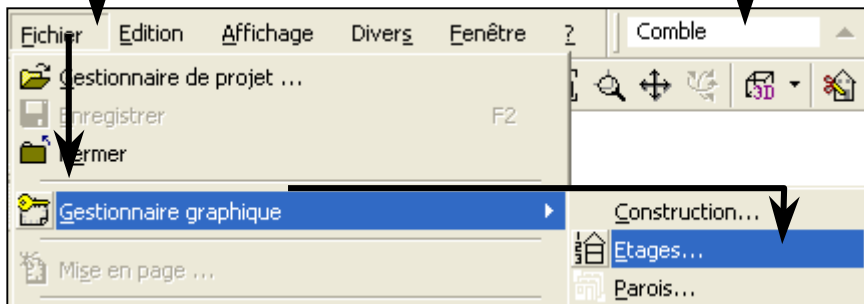 Fichier Edition Affichage Divers Fenêtre ? Comble
Gestionnaire de projet ...
3D
Enregistrer F2
Fermer
Gestionnaire graphique
Construction...
Etages...
Mise en page ...
Parois...